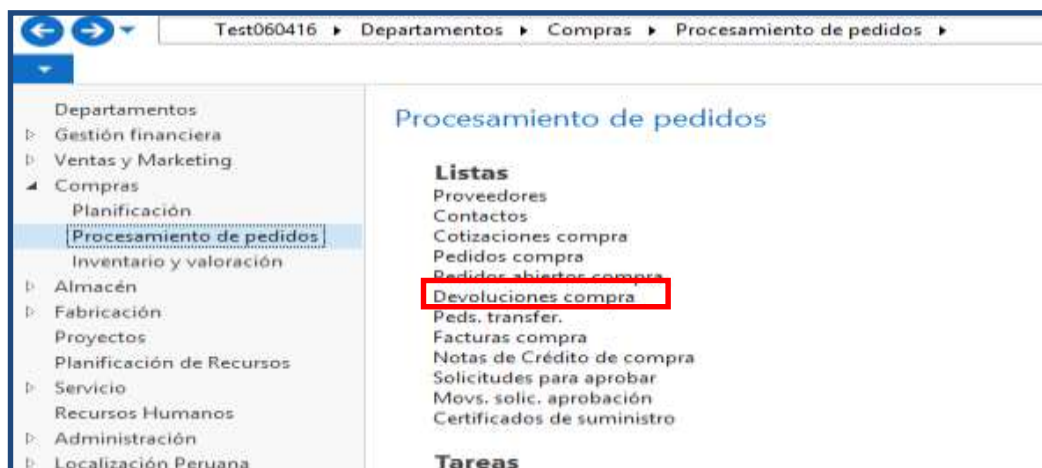 Test060416 ▸ Departamentos ▸ Compras ▸ Procesamiento de pedidos ▸
Departamentos
Gestión financiera
Ventas y Marketing
Compras
Planificación
Procesamiento de pedidos
Inventario y valoración
Almacén
Fabricación
Proyectos
Planificación de Recursos
Servicio
Recursos Humanos
Administración
Localización Peruana
Procesamiento de pedidos
Listas
Proveedores
Contactos
Cotizaciones compra
Pedidos compra
Pedidos abiertos compra
Devoluciones compra
Peds. transfer.
Facturas compra
Notas de Crédito de compra
Solicitudes para aprobar
Movs. solic. aprobación
Certificados de suministro
Tareas